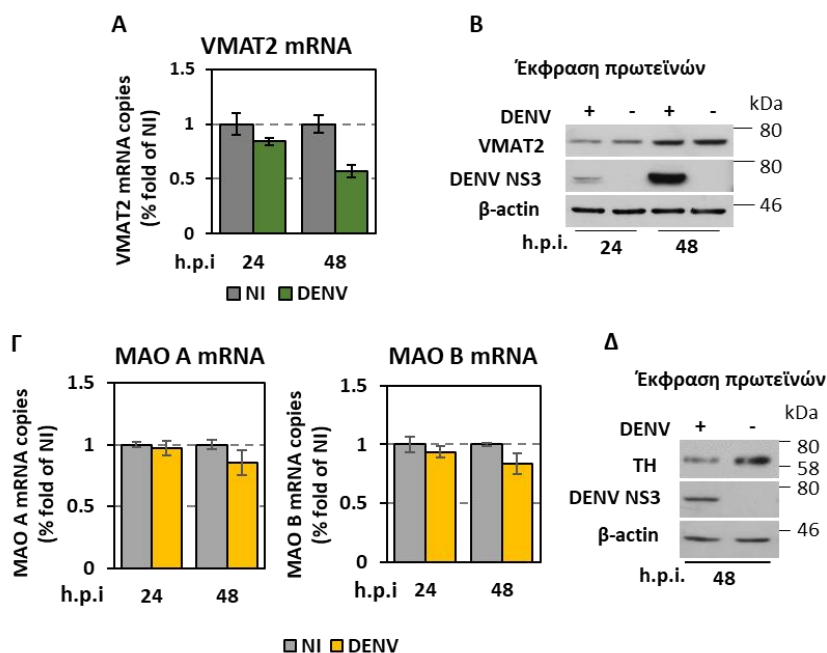 Α
VMAT2 mRNA
VMAT2 mRNA copies
(% fold of NI)
1.5
1
0.5
0
h.p.i 24 48
NI DENV
Β
Έκφραση πρωτεϊνών
DENV + - + - kDa
VMAT2 80
DENV NS3 80
β-actin 46
h.p.i. 24 48
Γ
MAO A mRNA
MAO A mRNA copies
(% fold of NI)
1.5
1
0.5
0
h.p.i 24 48
MAO B mRNA
MAO B mRNA copies
(% fold of NI)
1.5
1
0.5
0
h.p.i 24 48
NI DENV
Δ
Έκφραση πρωτεϊνών
DENV + - kDa
80
TH 58
DENV NS3 80
β-actin 46
h.p.i. 48